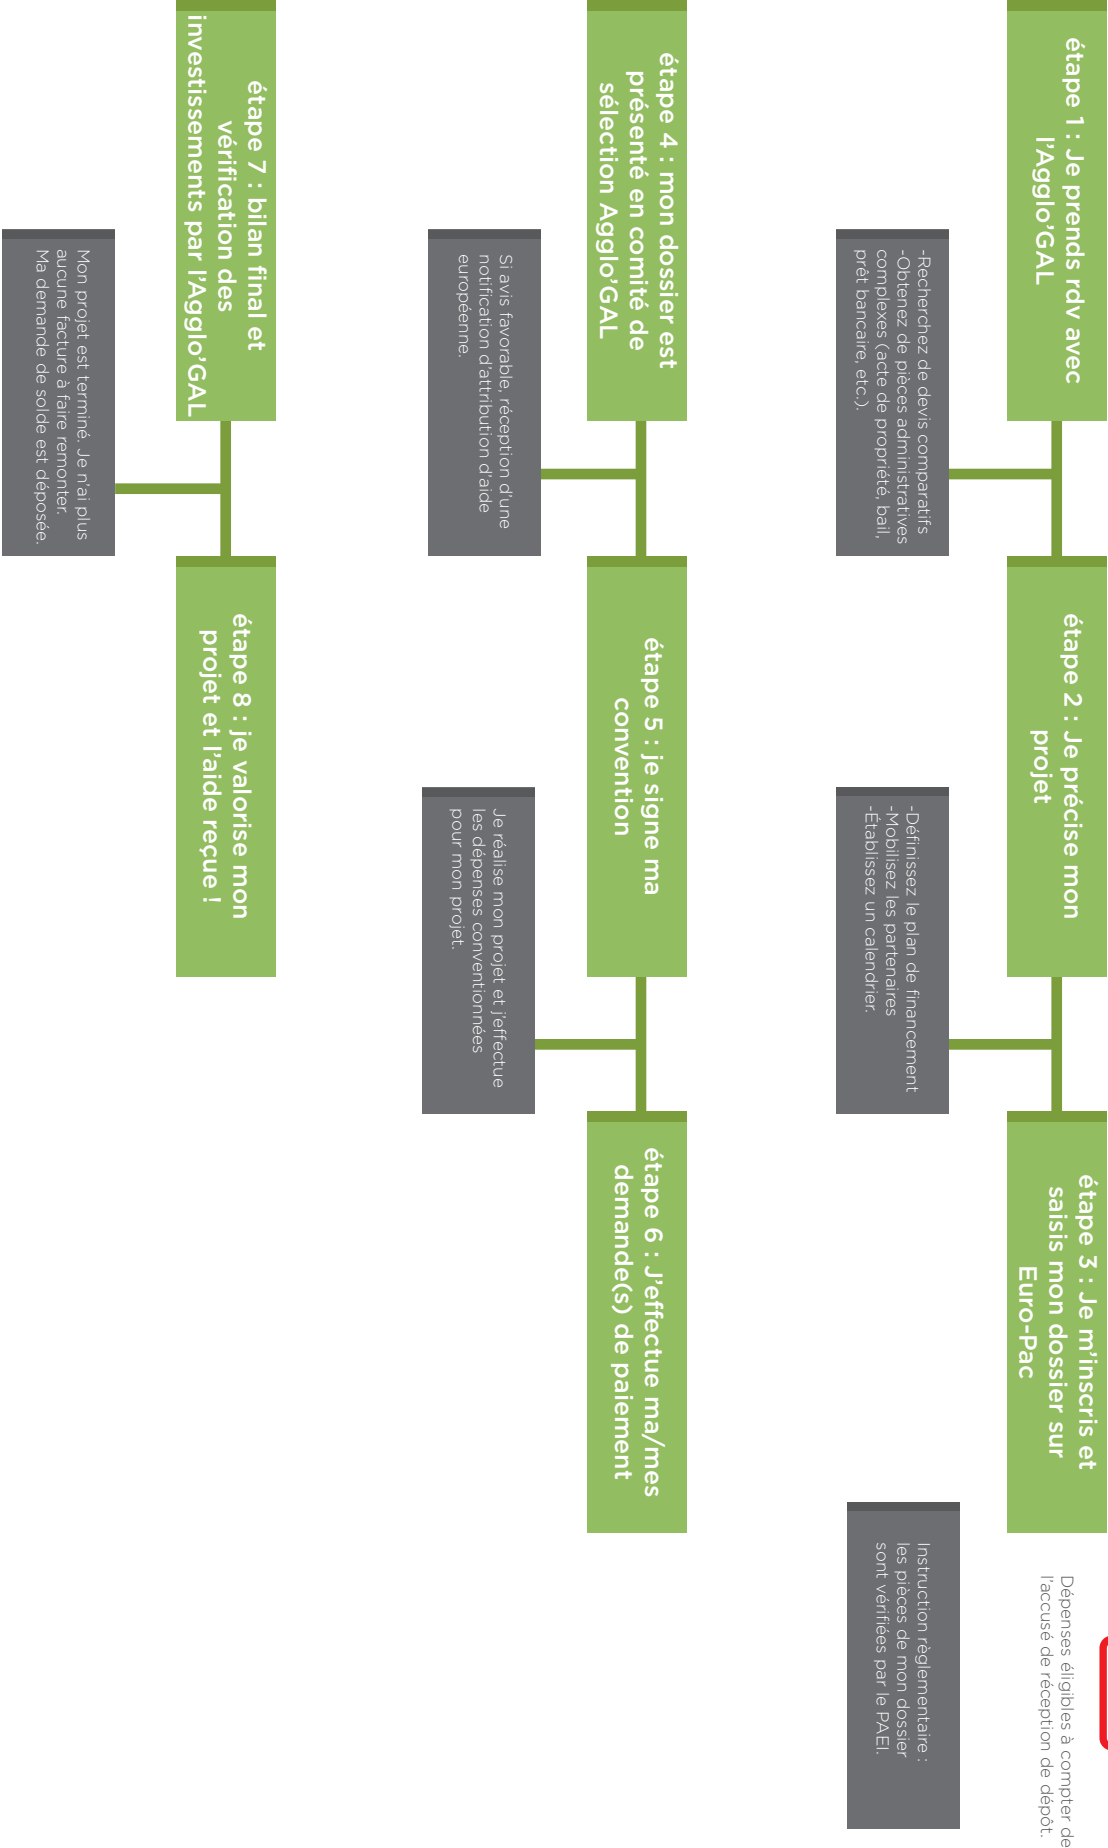 étape 1 : Je prends rdv avec
l'Agglo'GAL
-Recherchez de devis comparatifs
-Obtenez de pièces administratives
complexes (acte de propriété, bail,
prêt bancaire, etc.).
étape 2 : Je précise mon
projet
-Définissez le plan de financement
-Mobilisez les partenaires
-Établissez un calendrier.
étape 3 : Je m'inscris et
saisis mon dossier sur
Euro-Pac
Dépenses éligibles à compter de
l'accusé de réception de dépôt.
Instruction règlementaire :
les pièces de mon dossier
sont vérifiées par le PAEI.
étape 4 : mon dossier est
présenté en comité de
sélection Agglo'GAL
Si avis favorable, réception d'une
notification d'attribution d'aide
européenne.
étape 5 : je signe ma
convention
Je réalise mon projet et j'effectue
les dépenses conventionnées
pour mon projet.
étape 6 : J'effectue ma/mes
demande(s) de paiement
étape 7 : bilan final et
vérification des
investissements par l'Agglo'GAL
Mon projet est terminé. Je n'ai plus
aucune facture à faire remonter.
Ma demande de solde est déposée.
étape 8 : je valorise mon
projet et l'aide reçue !